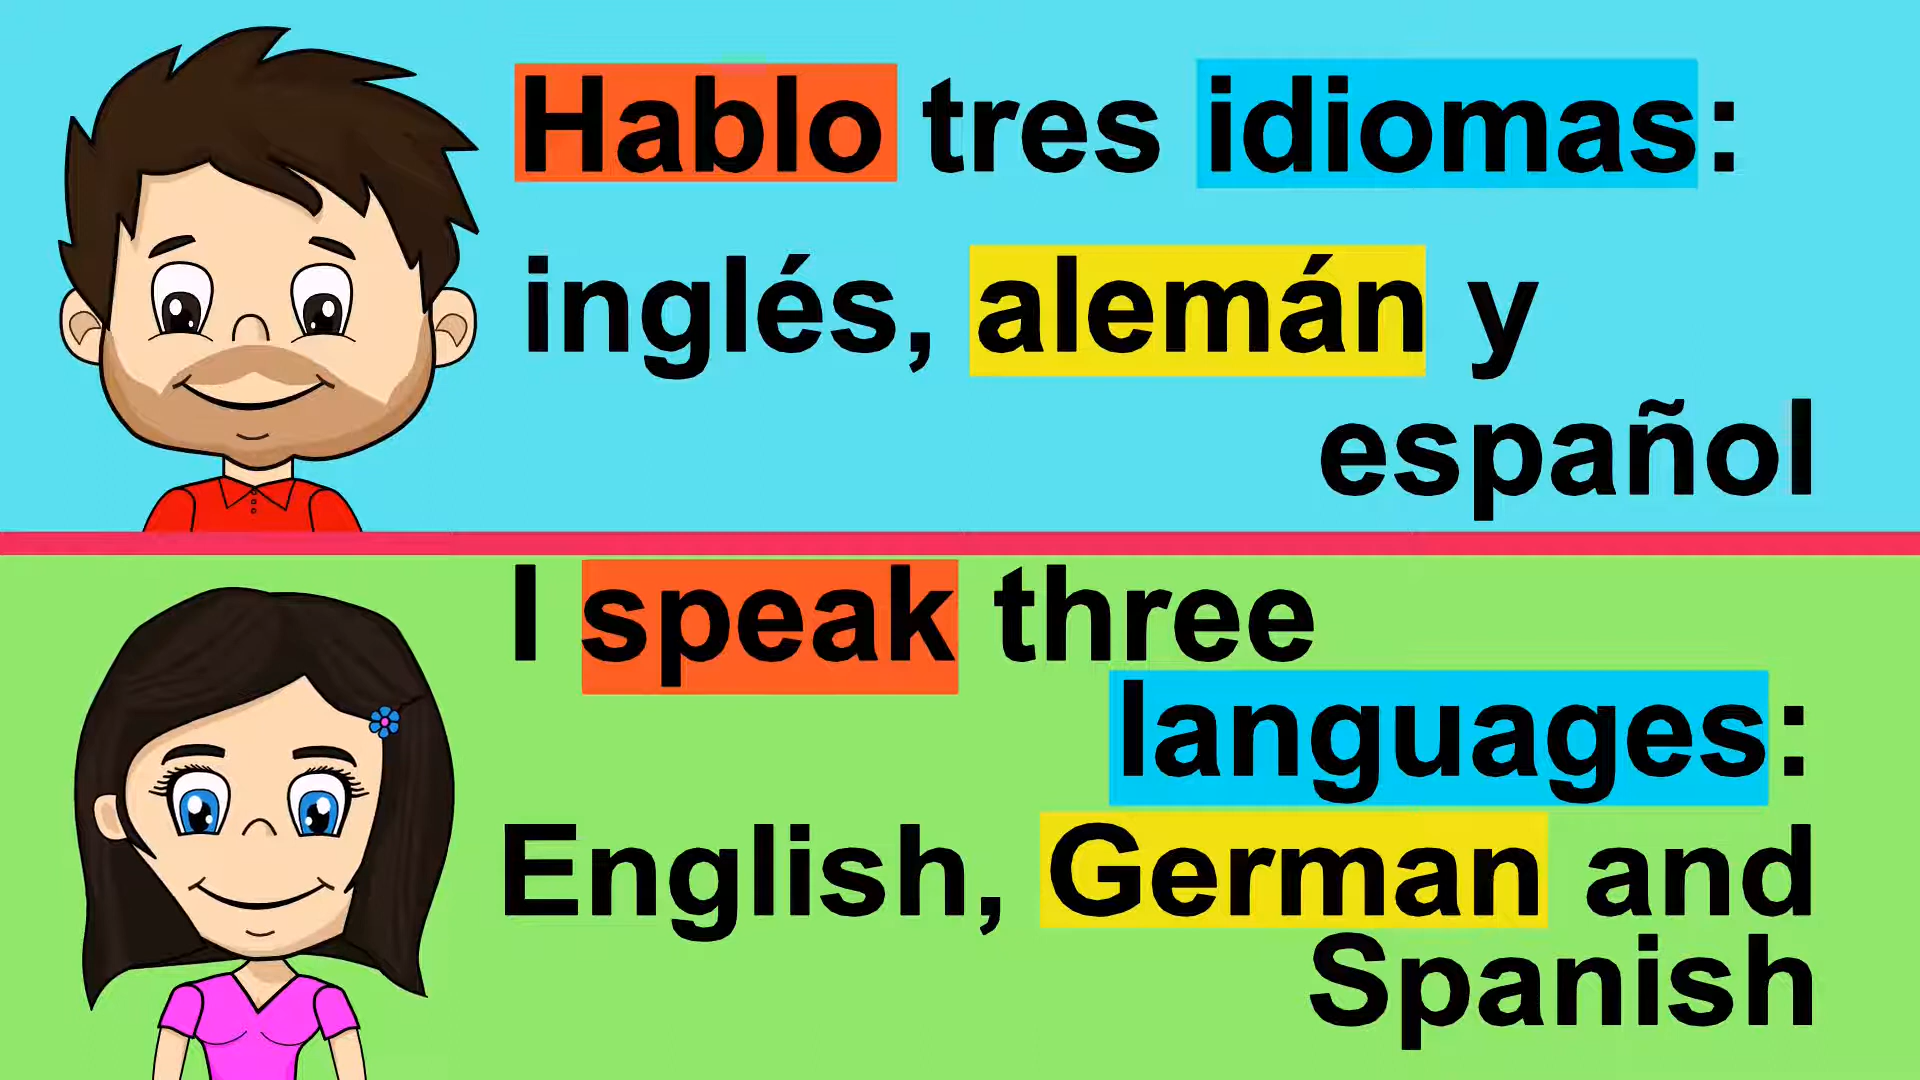 Hablo tres idiomas:
inglés, alemán y
español
I speak three
languages:
English, German and
Spanish